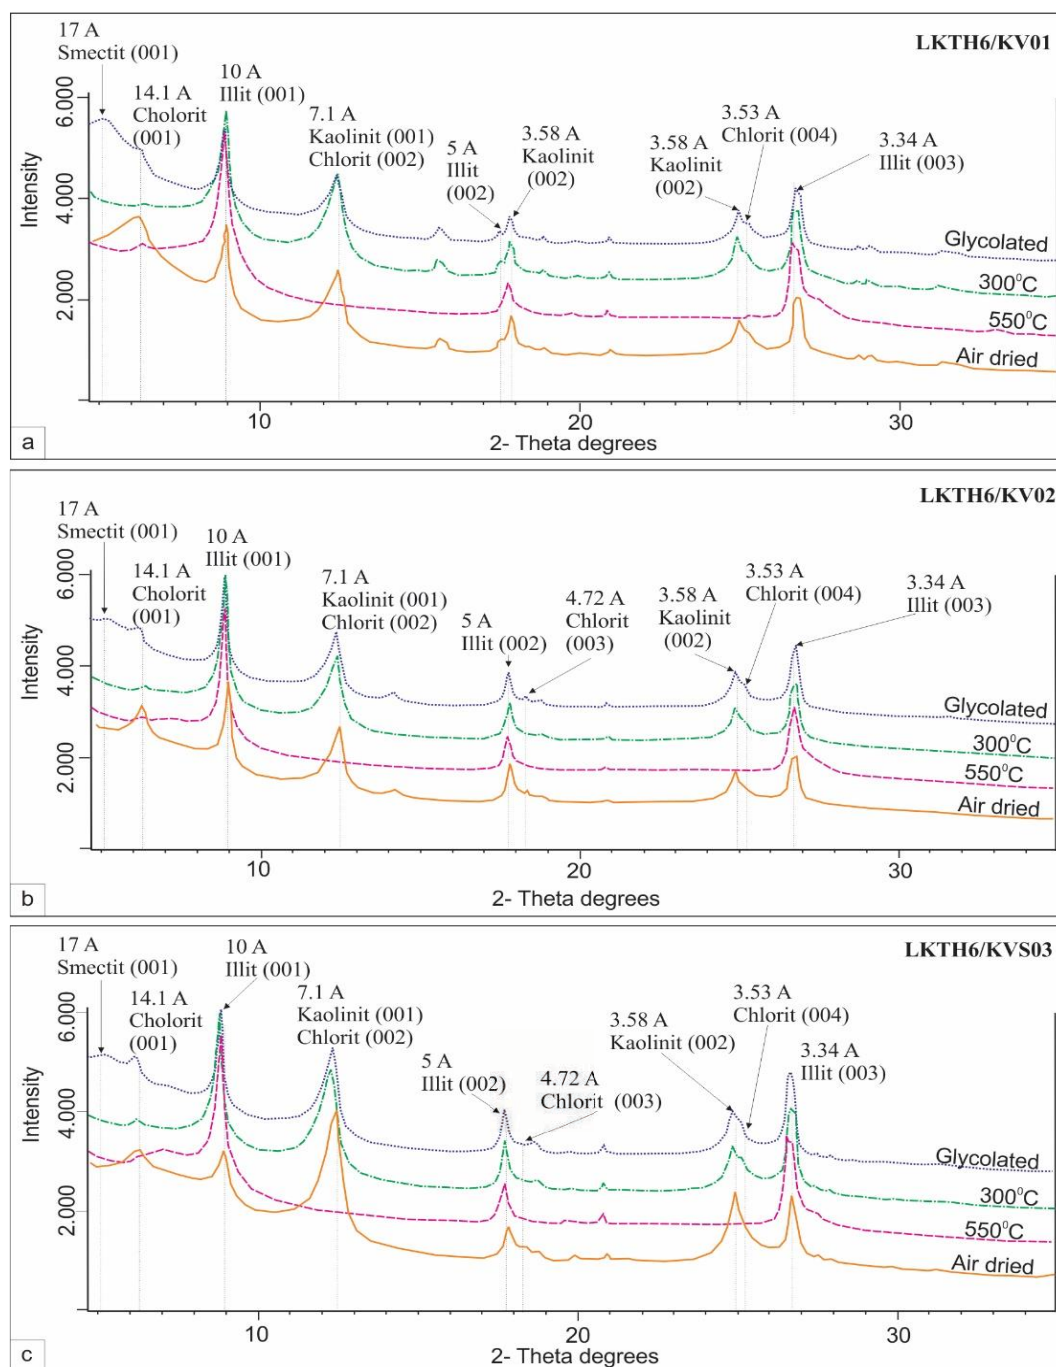 LKTH6/KV01
17 A
Smectit (001)
14.1 A
Cholorit
(001)
10 A
Illit (001)
7.1 A
Kaolinit (001)
Chlorit (002)
5 A
Illit
(002)
3.58 A
Kaolinit
(002)
3.58 A
Kaolinit
(002)
3.53 A
Chlorit (004)
3.34 A
Illit (003)
Intensity
6.000
4.000
2.000
Glycolated
300⁰C
550⁰C
Air dried
10
20
30
2- Theta degrees
a
LKTH6/KV02
17 A
Smectit (001)
14.1 A
Cholorit
(001)
10 A
Illit (001)
7.1 A
Kaolinit (001)
Chlorit (002)
5 A
Illit (002)
4.72 A
Chlorit
(003)
3.58 A
Kaolinit
(002)
3.53 A
Chlorit (004)
3.34 A
Illit (003)
Intensity
6.000
4.000
2.000
Glycolated
300⁰C
550⁰C
Air dried
10
20
30
2- Theta degrees
b
LKTH6/KVS03
17 A
Smectit (001)
14.1 A
Cholorit
(001)
10 A
Illit (001)
7.1 A
Kaolinit (001)
Chlorit (002)
5 A
Illit (002)
4.72 A
Chlorit (003)
3.58 A
Kaolinit (002)
3.53 A
Chlorit (004)
3.34 A
Illit (003)
Intensity
6.000
4.000
2.000
Glycolated
300⁰C
550⁰C
Air dried
10
20
30
2- Theta degrees
c